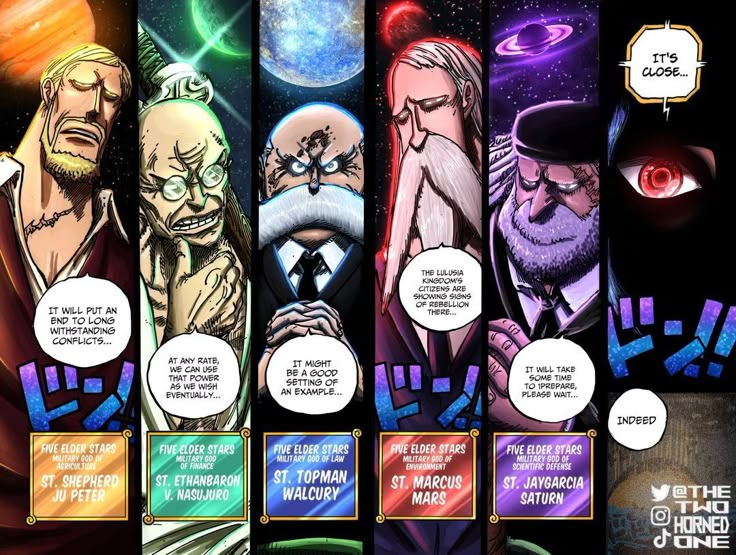 IT WILL PUT AN
END TO LONG
WITHSTANDING
CONFLICTS...
ドン!!
FIVE ELDER STARS
MILITARY GOD OF
AGRICULTURE
ST. SHEPHERD
JU PETER
AT ANY RATE,
WE CAN USE
THAT POWER
AS WE WISH
EVENTUALLY...
FIVE ELDER STARS
MILITARY GOD
OF FINANCE
ST. ETHANBARON
V. NASUJURO
IT MIGHT
BE A GOOD
SETTING OF
AN EXAMPLE...
FIVE ELDER STARS
MILITARY GOD OF LAW
ST. TOPMAN
WALCURY
THE LULUSIA
KINGDOM'S
CITIZENS ARE
SHOWING SIGNS
OF REBELLION
THERE...
ドン!!
FIVE ELDER STARS
MILITARY GOD OF
ENVIRONMENT
ST. MARCUS
MARS
IT WILL TAKE
SOME TIME
TO !PREPARE,
PLEASE WAIT...
FIVE ELDER STARS
MILITARY GOD OF
SCIENTIFIC DEFENSE
ST. JAYGARCIA
SATURN
IT'S
CLOSE...
ドン!!
INDEED
@THE
TWO
HORNED
ONE